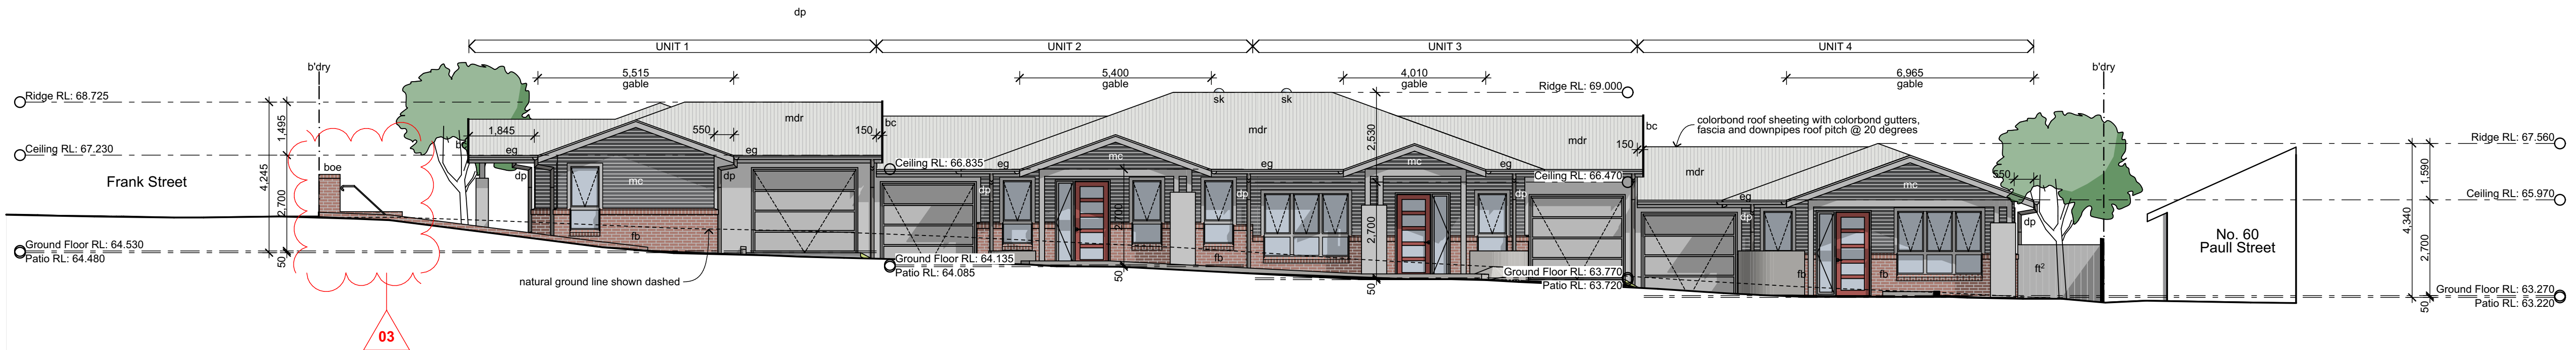 dp
UNIT 1
UNIT 2
UNIT 3
UNIT 4
b'dry
5,515
gable
5,400
gable
4,010
gable
6,965
gable
b'dry
Ridge RL: 68.725
Ridge RL: 69.000
sk
sk
1,495
4,245
2,700
50
1,845
550
150
mdr
bc
bc
mdr
2,530
mdr
150
bc
colorbond roof sheeting with colorbond gutters,
fascia and downpipes roof pitch @ 20 degrees
Ridge RL: 67.560
Ceiling RL: 67.230
eg
eg
Ceiling RL: 66.835
eg
mc
eg
mc
eg
Ceiling RL: 66.470
mdr
550
1,590
4,340
Frank Street
boe
dp
mc
dp
dp
2,700
dp
2,700
dp
eg
dp
mc
dp
Ceiling RL: 65.970
2,700
fb
fb
fb
fb
ft²
No. 60
Paull Street
Ground Floor RL: 64.530
Patio RL: 64.480
Ground Floor RL: 64.135
Patio RL: 64.085
50
50
Ground Floor RL: 63.770
Patio RL: 63.720
natural ground line shown dashed
Ground Floor RL: 63.270
Patio RL: 63.220
50
03